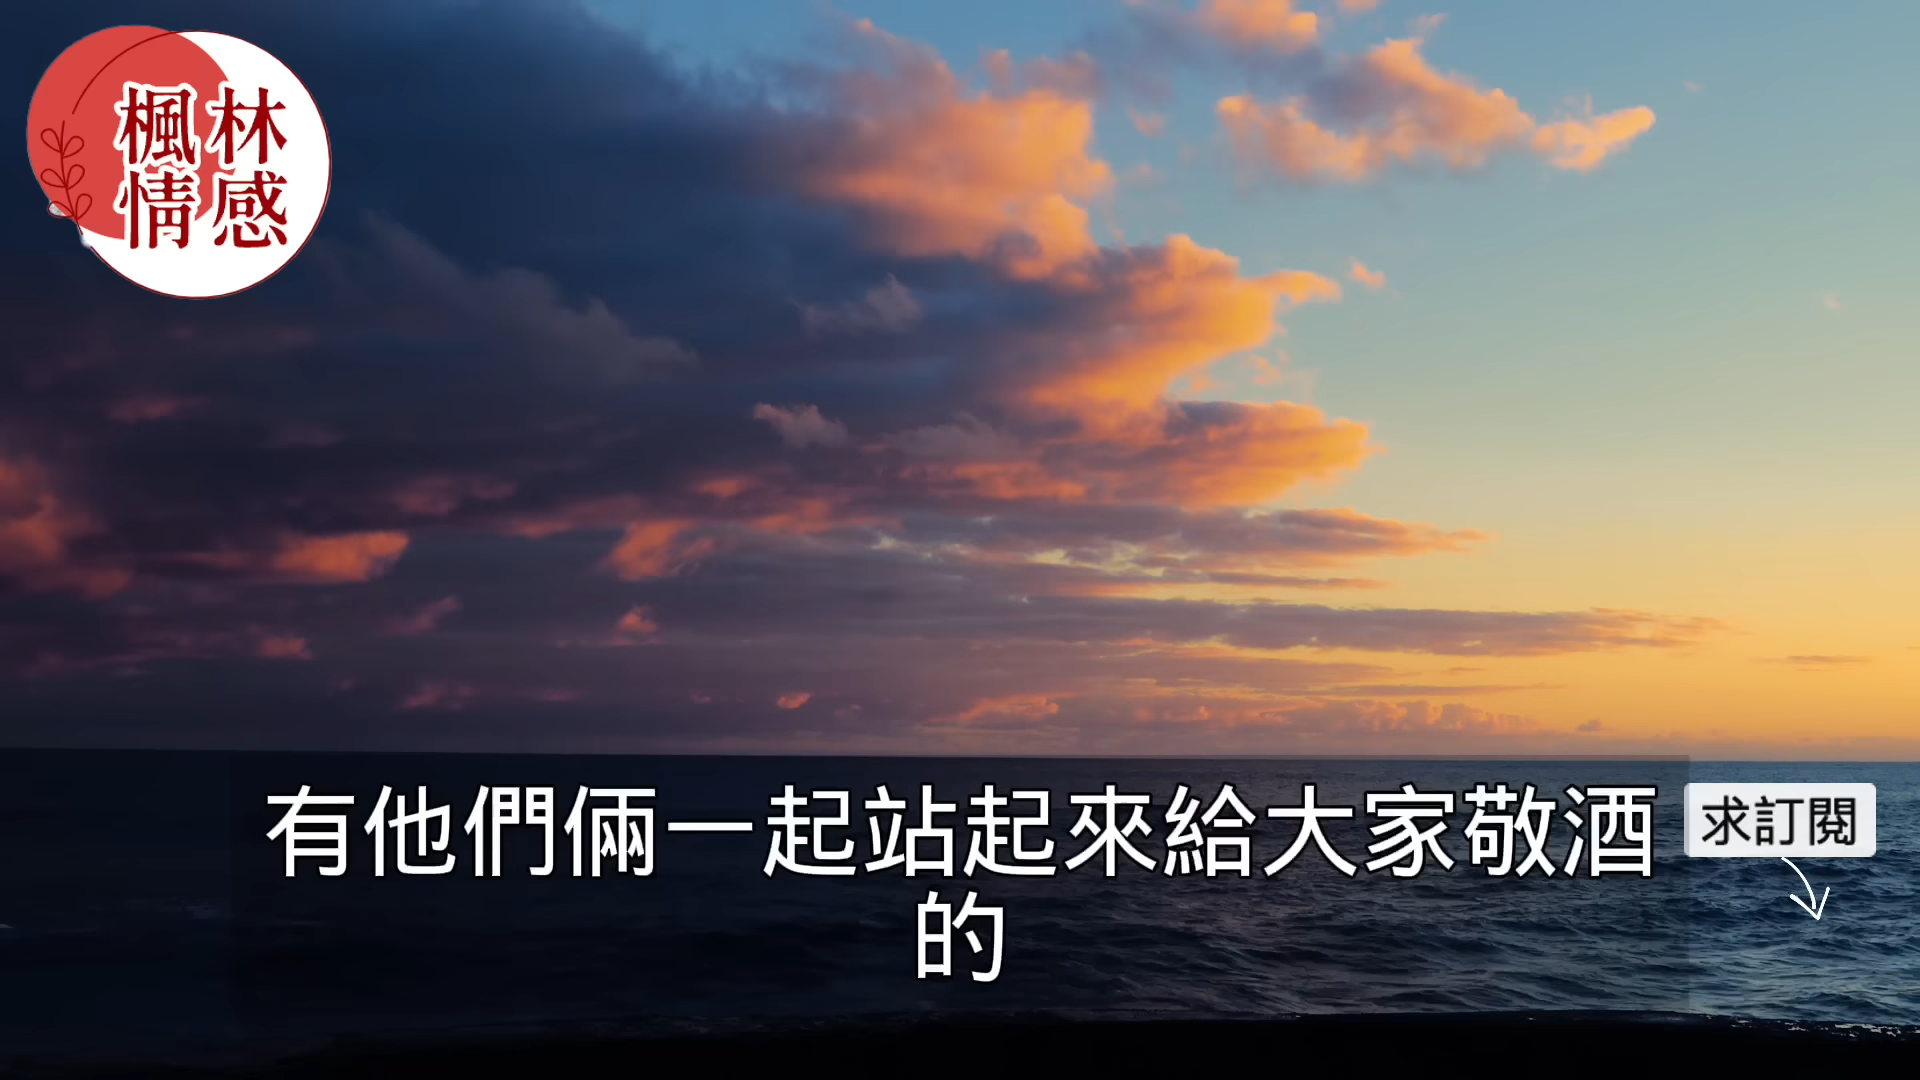 楓林
情感
有他們倆一起站起來給大家敬酒
的
求訂閱